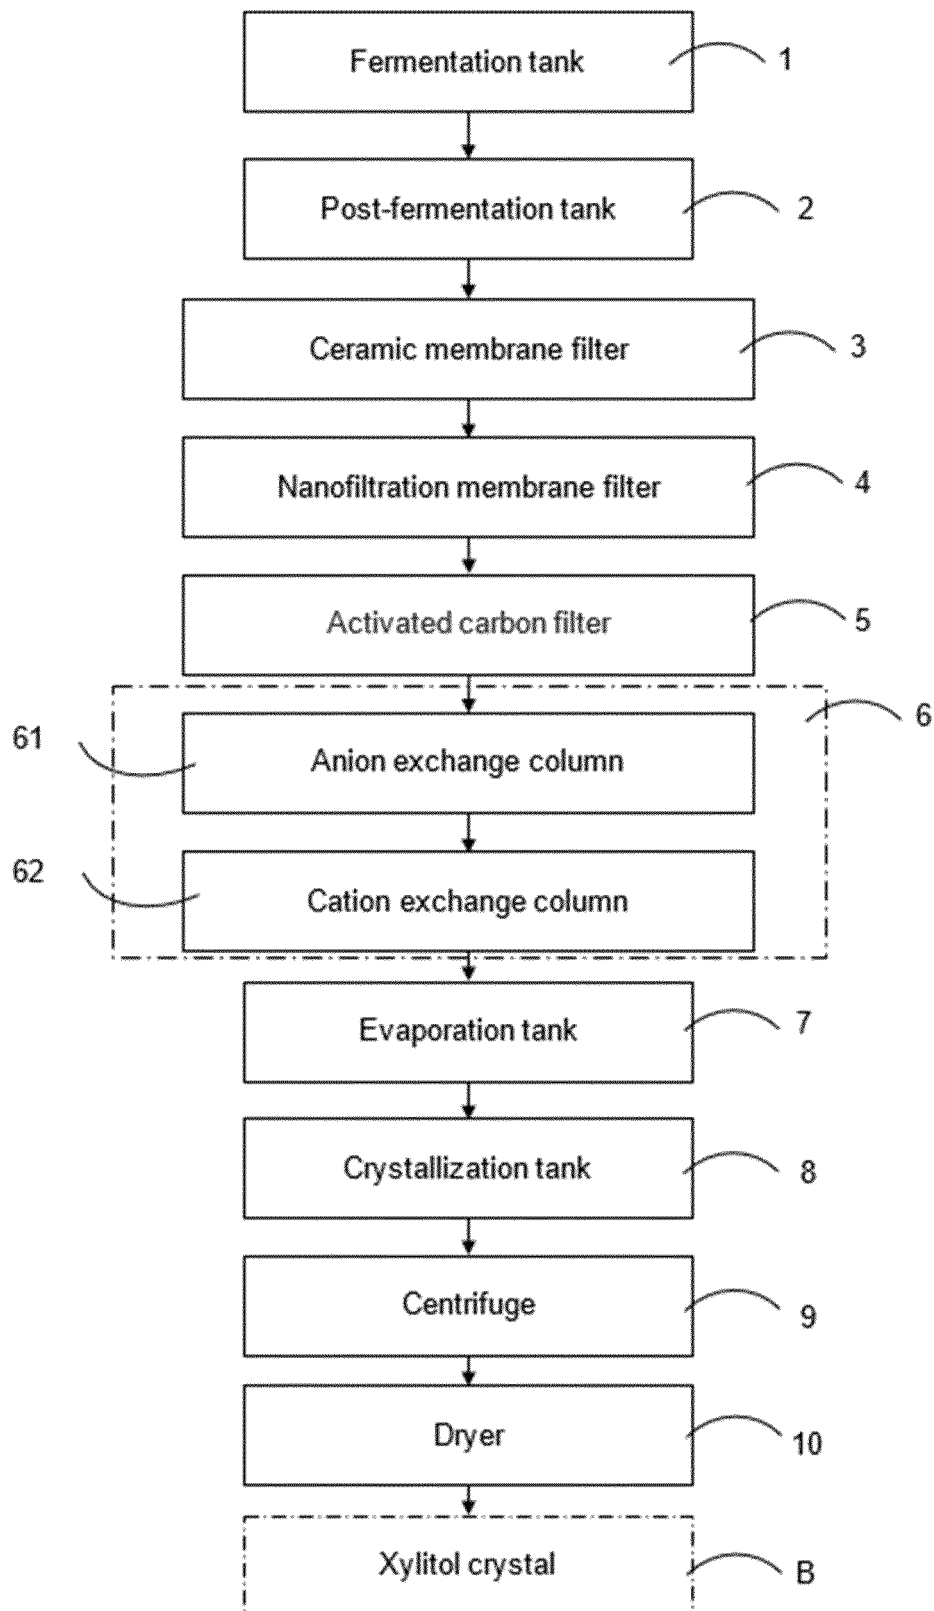 Fermentation tank 1
Post-fermentation tank 2
Ceramic membrane filter 3
Nanofiltration membrane filter 4
Activated carbon filter 5
6
61 Anion exchange column
62 Cation exchange column
Evaporation tank 7
Crystallization tank 8
Centrifuge 9
Dryer 10
Xylitol crystal B